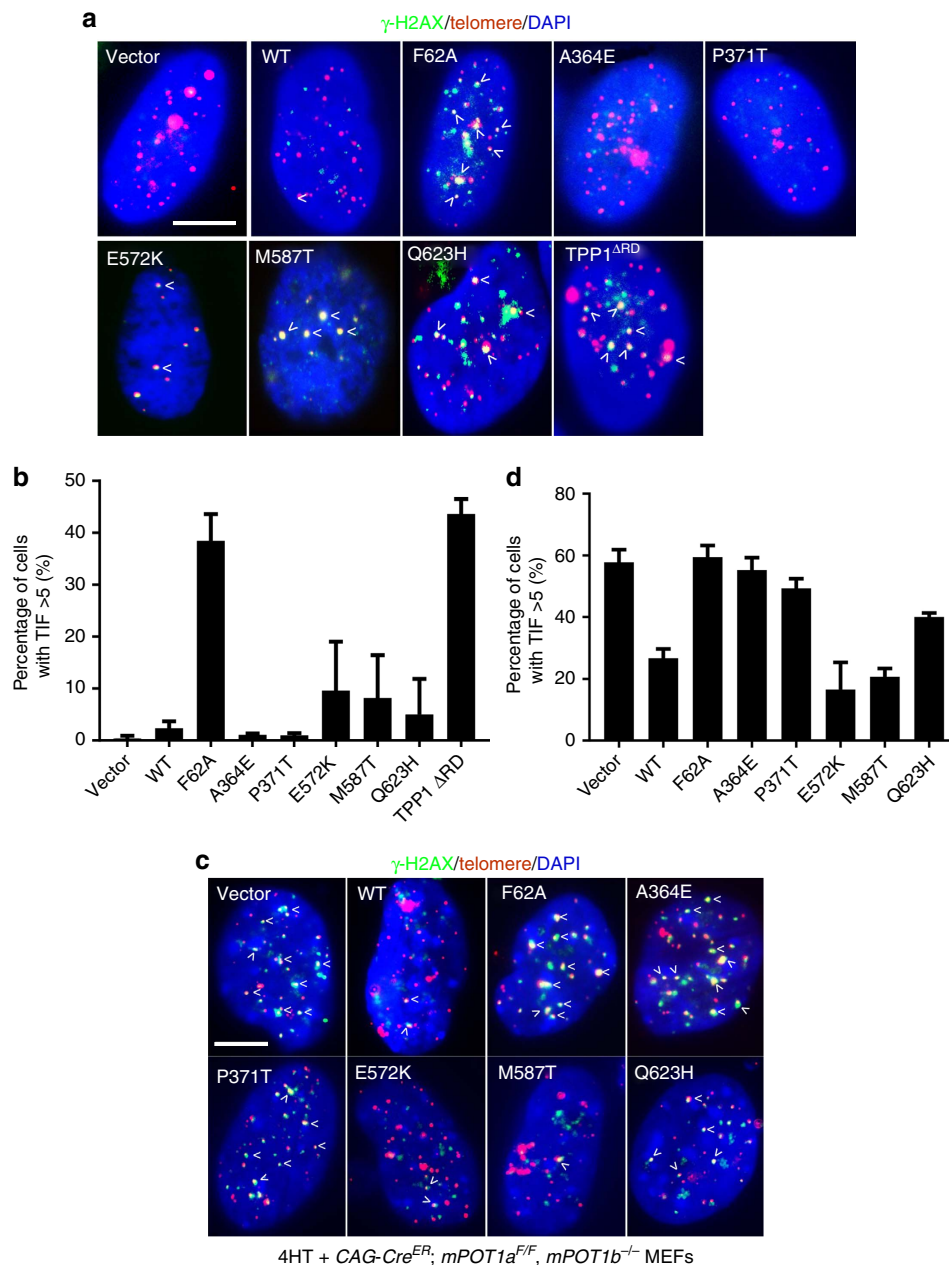 a
γ-H2AX/telomere/DAPI
Vector
WT
F62A
A364E
P371T
E572K
M587T
Q623H
TPP1ΔRD
b
Percentage of cells
with TIF >5 (%)
50
40
30
20
10
0
Vector
WT
F62A
A364E
P371T
E572K
M587T
Q623H
TPP1 ΔRD
d
Percentage of cells
with TIF >5 (%)
80
60
40
20
0
Vector
WT
F62A
A364E
P371T
E572K
M587T
Q623H
c
γ-H2AX/telomere/DAPI
Vector
WT
F62A
A364E
P371T
E572K
M587T
Q623H
4HT + CAG-CreER; mPOT1aF/F, mPOT1b–/– MEFs